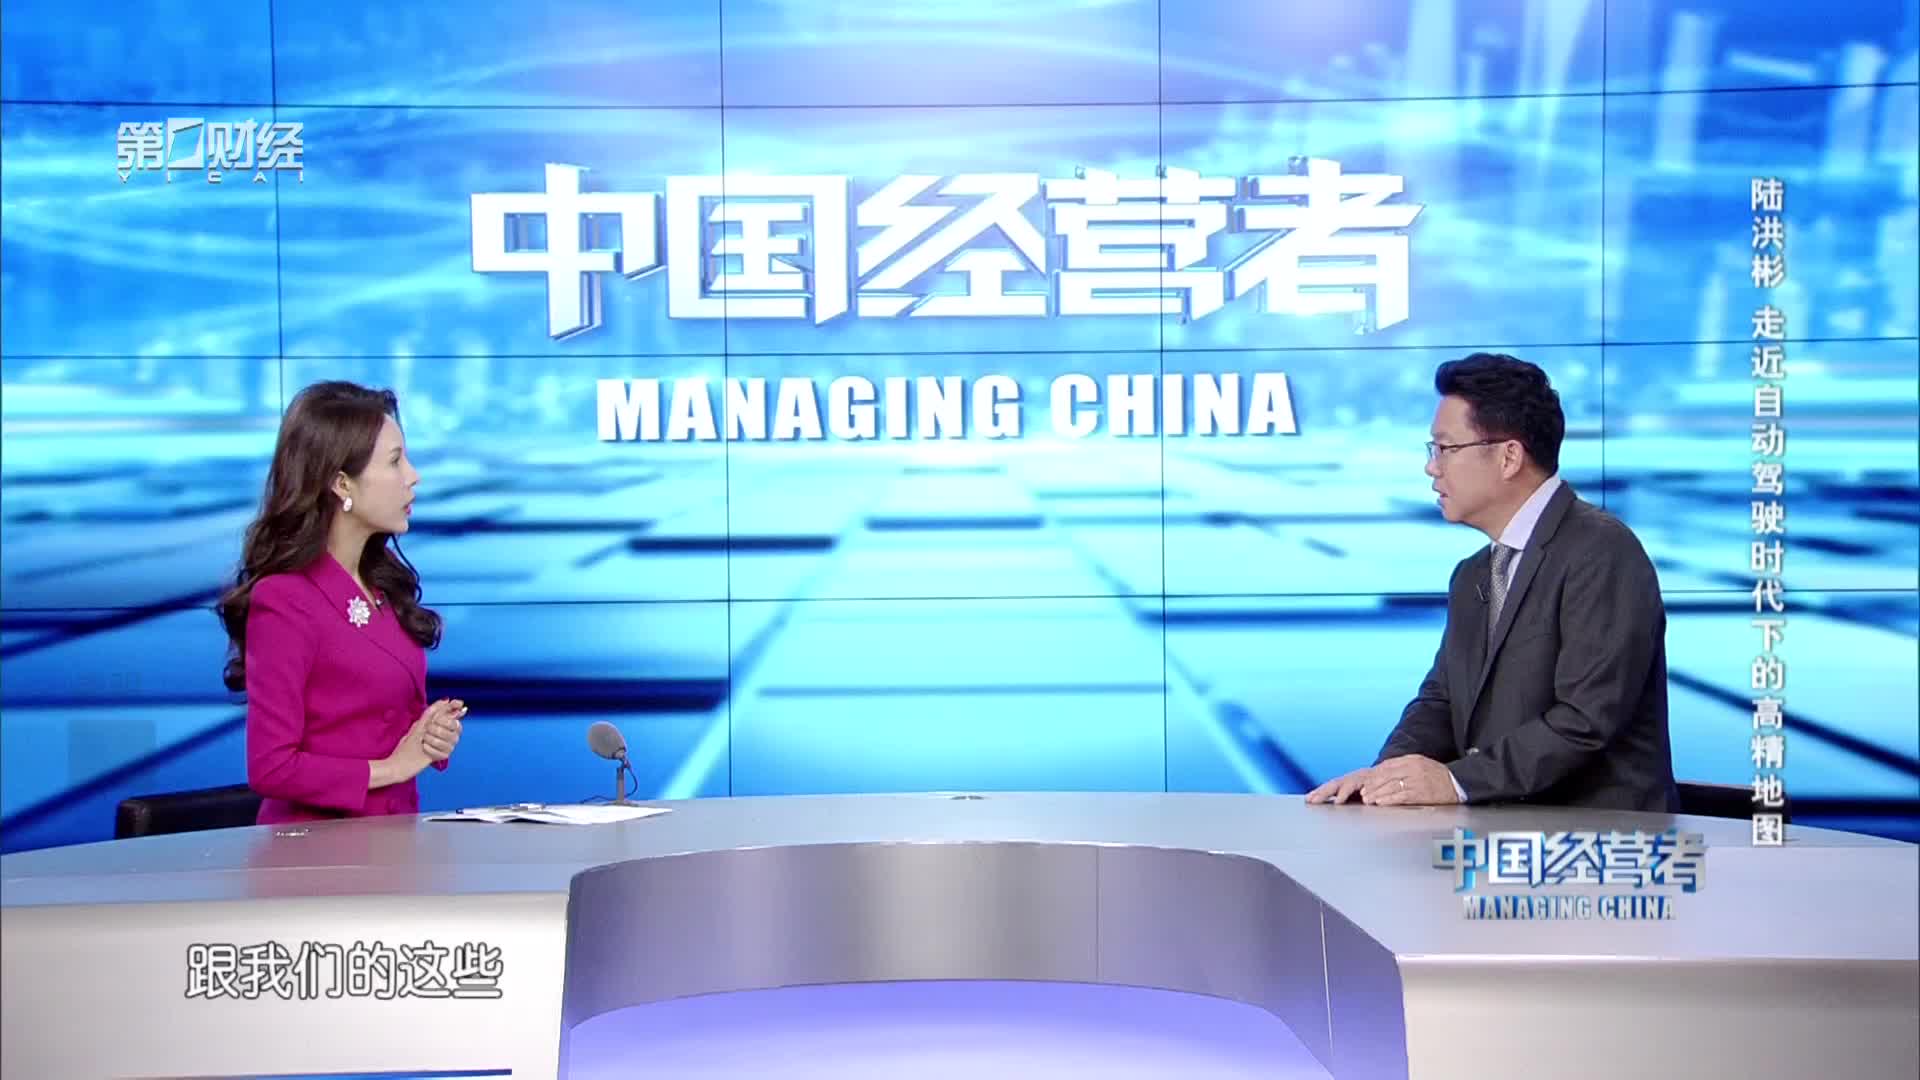 第一财经
YICAI
中国经营者
MANAGING CHINA
陆洪彬 走近自动驾驶时代下的高精地图
中国经营者
MANAGING CHINA
跟我们的这些